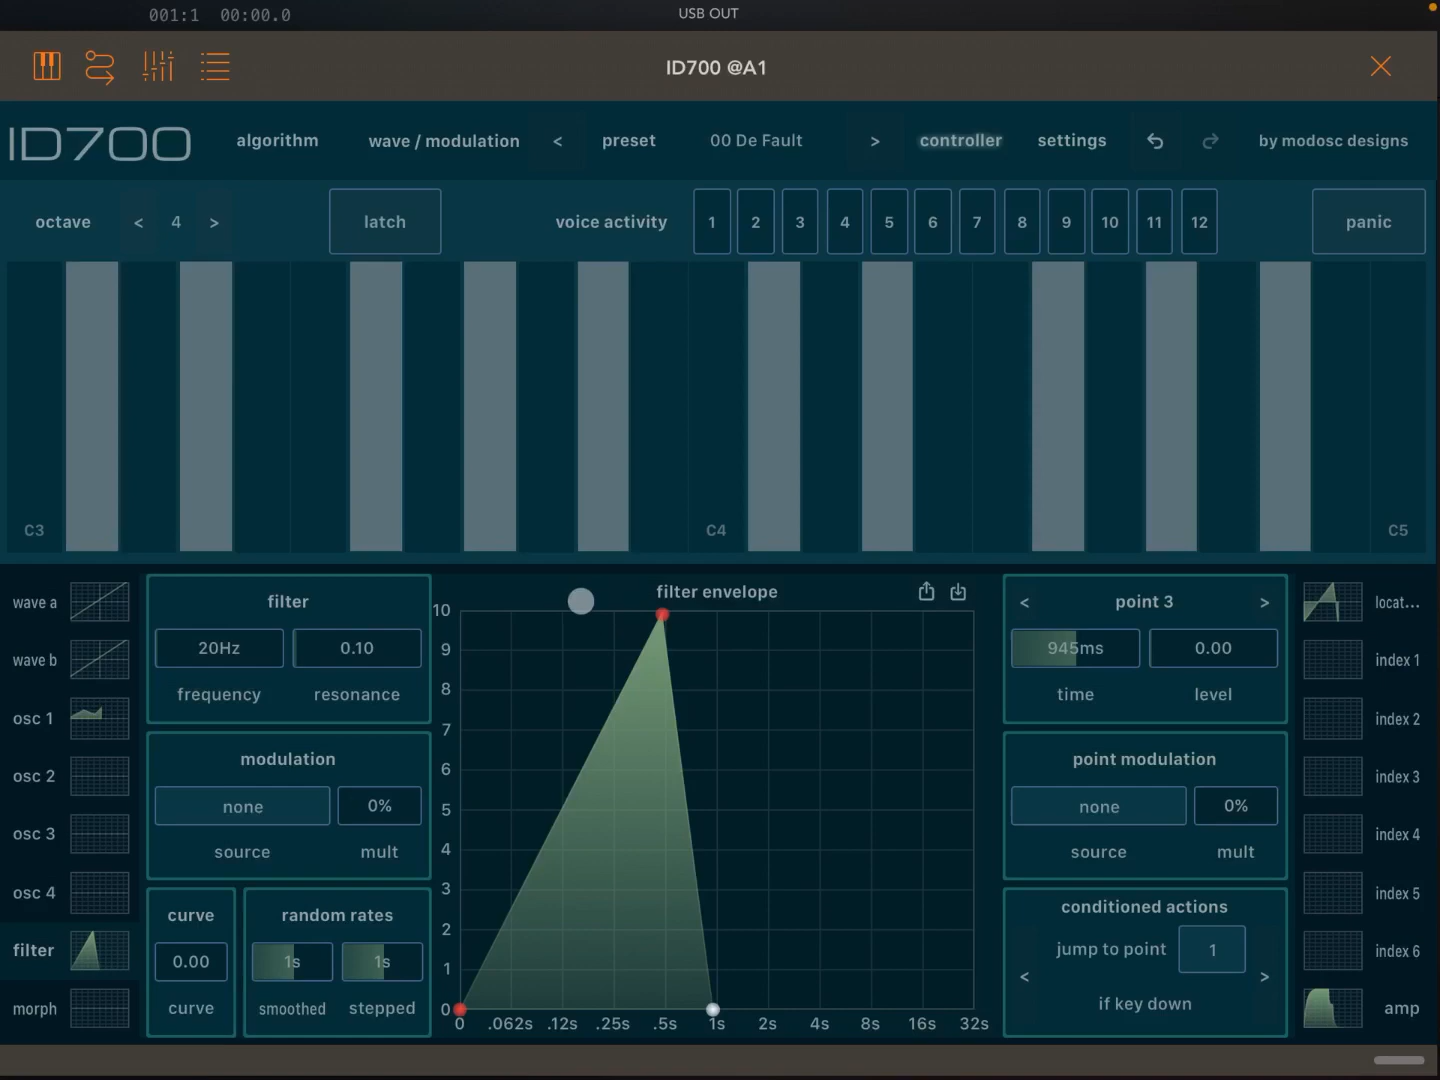 001:1 00:00.0 USB OUT
ID700 @A1
ID700 algorithm wave / modulation < preset 00 De Fault > controller settings by modosc designs
octave < 4 > latch voice activity 1 2 3 4 5 6 7 8 9 10 11 12 panic
C3 C4 C5
wave a
wave b
osc 1
osc 2
osc 3
osc 4
filter
morph
filter
20Hz 0.10
frequency resonance
modulation
none 0%
source mult
curve
0.00
curve
random rates
1s 1s
smoothed stepped
filter envelope
10
9
8
7
6
5
4
3
2
1
0
0 .062s .12s .25s .5s 1s 2s 4s 8s 16s 32s
< point 3 >
945ms 0.00
time level
point modulation
none 0%
source mult
conditioned actions
jump to point 1
< >
if key down
locat...
index 1
index 2
index 3
index 4
index 5
index 6
amp